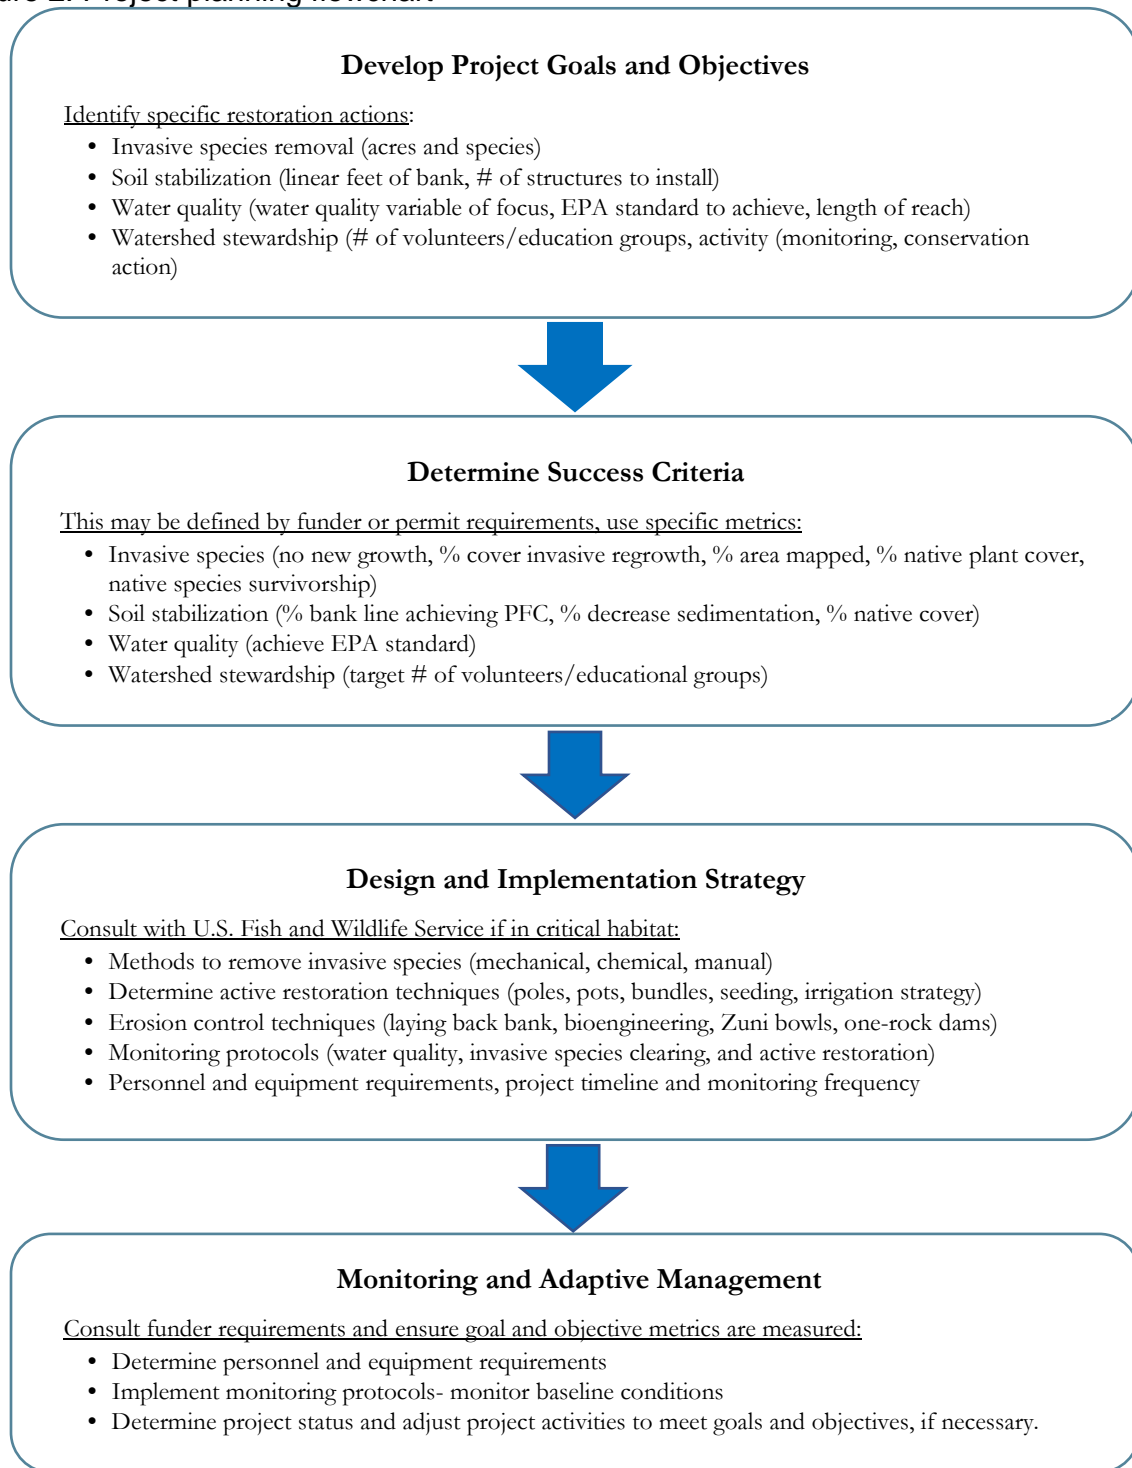 2. Project planning flowchart
Develop Project Goals and Objectives
Identify specific restoration actions:
• Invasive species removal (acres and species)
• Soil stabilization (linear feet of bank, # of structures to install)
• Water quality (water quality variable of focus, EPA standard to achieve, length of reach)
• Watershed stewardship (# of volunteers/education groups, activity (monitoring, conservation
action)
Determine Success Criteria
This may be defined by funder or permit requirements, use specific metrics:
• Invasive species (no new growth, % cover invasive regrowth, % area mapped, % native plant cover,
native species survivorship)
• Soil stabilization (% bank line achieving PFC, % decrease sedimentation, % native cover)
• Water quality (achieve EPA standard)
• Watershed stewardship (target # of volunteers/educational groups)
Design and Implementation Strategy
Consult with U.S. Fish and Wildlife Service if in critical habitat:
• Methods to remove invasive species (mechanical, chemical, manual)
• Determine active restoration techniques (poles, pots, bundles, seeding, irrigation strategy)
• Erosion control techniques (laying back bank, bioengineering, Zuni bowls, one-rock dams)
• Monitoring protocols (water quality, invasive species clearing, and active restoration)
• Personnel and equipment requirements, project timeline and monitoring frequency
Monitoring and Adaptive Management
Consult funder requirements and ensure goal and objective metrics are measured:
• Determine personnel and equipment requirements
• Implement monitoring protocols- monitor baseline conditions
• Determine project status and adjust project activities to meet goals and objectives, if necessary.